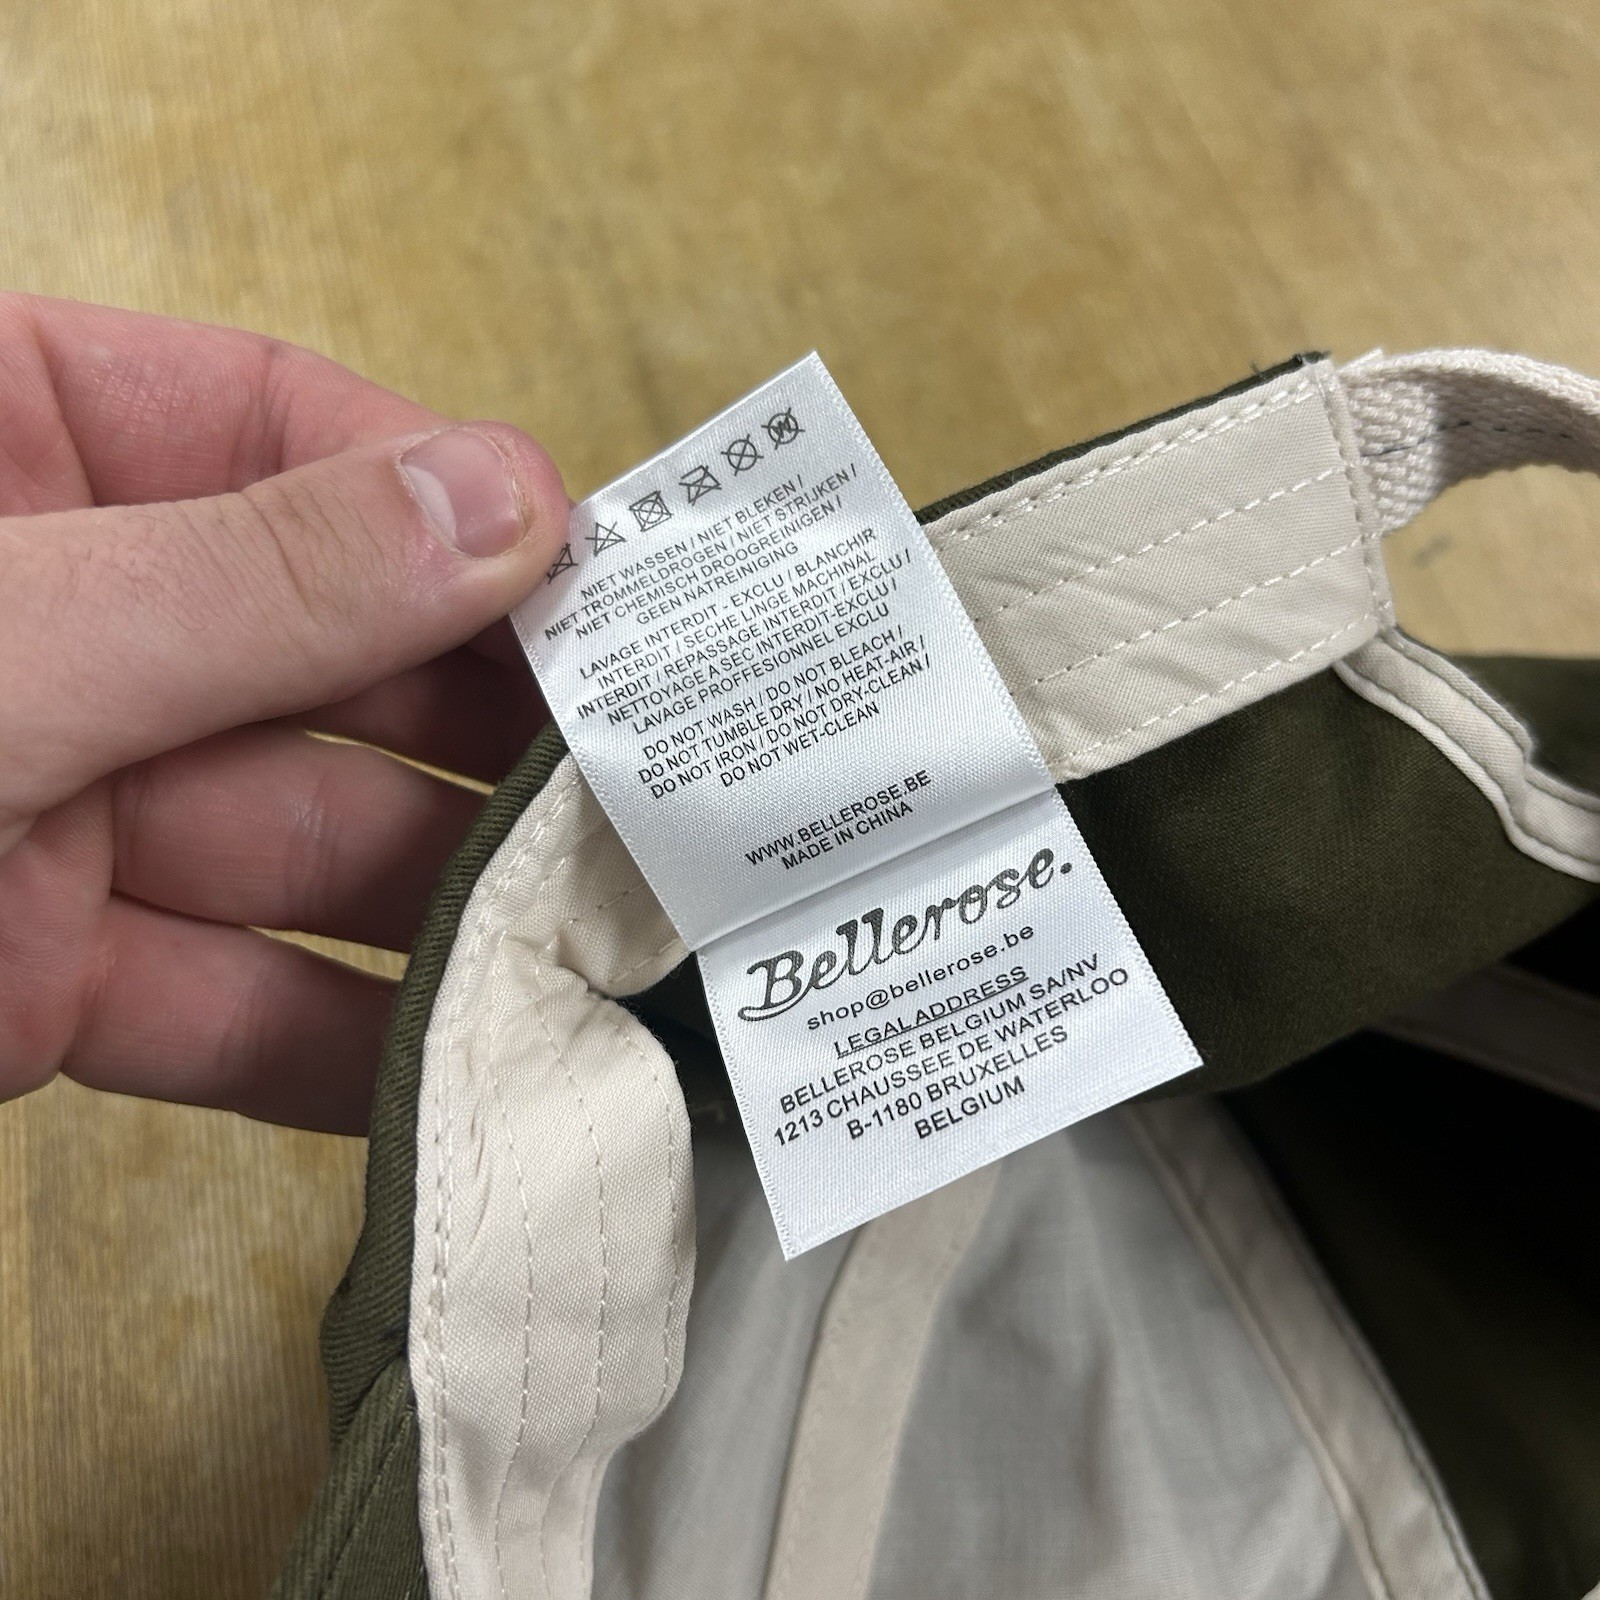 W
NIET WASSEN / NIET BLEKEN /
NIET TROMMELDROGEN / NIET STRIJKEN /
NIET CHEMISCH DROOGREINIGEN /
GEEN NATREINIGING
LAVAGE INTERDIT - EXCLU / BLANCHIR
INTERDIT / SECHE LINGE MACHINAL
INTERDIT / REPASSAGE INTERDIT / EXCLU /
NETTOYAGE A SEC INTERDIT-EXCLU /
LAVAGE PROFFESIONNEL EXCLU
DO NOT WASH / DO NOT BLEACH /
DO NOT TUMBLE DRY / NO HEAT-AIR /
DO NOT IRON / DO NOT DRY-CLEAN /
DO NOT WET-CLEAN
WWW.BELLEROSE.BE
MADE IN CHINA
Bellerose.
shop@bellerose.be
LEGAL ADDRESS
BELLEROSE BELGIUM SA/NV
1213 CHAUSSEE DE WATERLOO
B-1180 BRUXELLES
BELGIUM